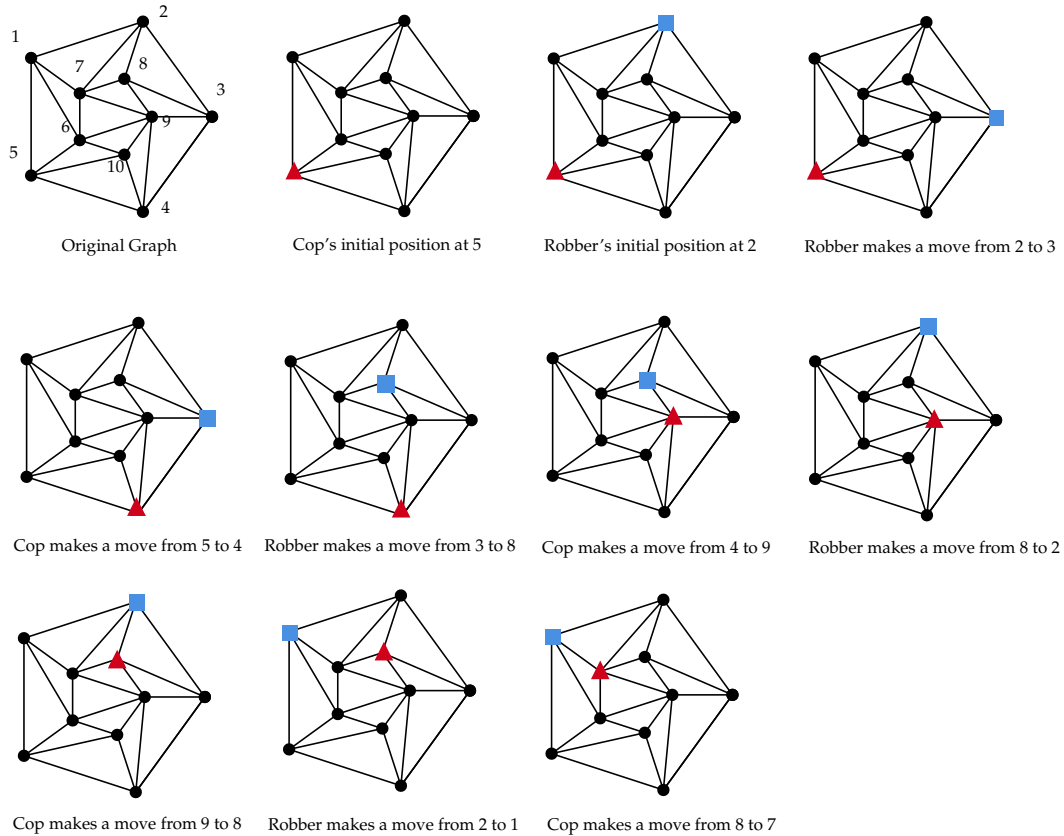 2
1
7
8
3
6
9
5
10
4
Original Graph
Cop's initial position at 5
Robber's initial position at 2
Robber makes a move from 2 to 3
Cop makes a move from 5 to 4
Robber makes a move from 3 to 8
Cop makes a move from 4 to 9
Robber makes a move from 8 to 2
Cop makes a move from 9 to 8
Robber makes a move from 2 to 1
Cop makes a move from 8 to 7